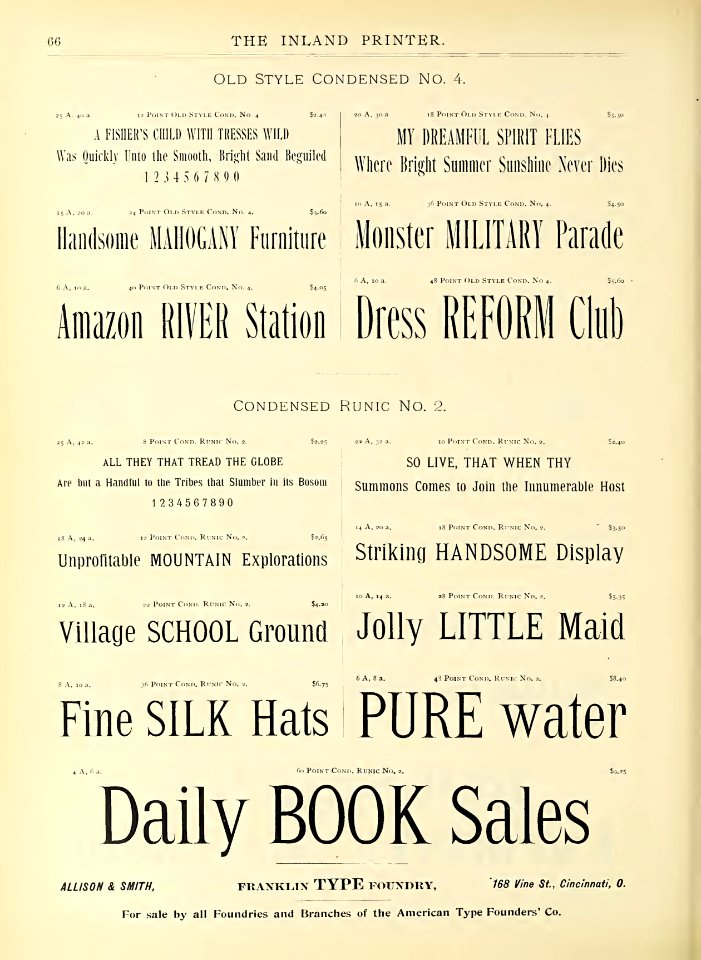 66
THE INLAND PRINTER.
OLD STYLE CONDENSED NO. 4.
25 A. 40 a
12 POINT OLD STYLE COND. NO. 4
$2.40
A FISHER'S CHILD WITH TRESSES WILD
Was Quickly Unto the Smooth, Bright Sand Beguiled
1 2 3 4 5 6 7 8 9 0
15 A, 20 a.
24 POINT OLD STYLE COND. NO. 4.
$3.60
Handsome MAHOGANY Furniture
6 A, 10 a.
40 POINT OLD STYLE COND. NO. 4.
$4.05
Amazon RIVER Station
20 A. 30 a
18 POINT OLD STYLE COND. NO. 4
$3.30
MY DREAMFUL SPIRIT FLIES
Where Bright Summer Sunshine Never Dies
10 A, 15 a.
36 POINT OLD STYLE COND. NO. 4.
$4.50
Monster MILITARY Parade
6 A, 10 a.
48 POINT OLD STYLE COND. NO 4.
$5.60
Dress REFORM Club
CONDENSED RUNIC NO. 2.
25 A, 42 a.
8 POINT COND. RUNIC NO. 2.
$2.25
ALL THEY THAT TREAD THE GLOBE
Are but a Handful to the Tribes that Slumber in its Bosom
1 2 3 4 5 6 7 8 9 0
18 A, 24 a.
12 POINT COND. RUNIC NO. 2.
$2.65
Unprofitable MOUNTAIN Explorations
12 A, 18 a.
22 POINT COND. RUNIC NO. 2.
$4.20
Village SCHOOL Ground
8 A, 10 a.
36 POINT COND. RUNIC NO. 2.
$6.75
Fine SILK Hats
22 A, 32 a.
10 POINT COND. RUNIC NO. 2.
$2.40
SO LIVE, THAT WHEN THY
Summons Comes to Join the Innumerable Host
14 A, 20 a.
18 POINT COND. RUNIC NO. 2.
$3.50
Striking HANDSOME Display
10 A, 14 a.
28 POINT COND. RUNIC NO. 2.
$5.35
Jolly LITTLE Maid
6 A, 8 a.
48 POINT COND. RUNIC NO. 2.
$8.40
PURE water
4 A, 6 a.
60 POINT COND. RUNIC NO. 2.
$9.25
Daily BOOK Sales
ALLISON & SMITH,
FRANKLIN TYPE FOUNDRY,
168 Vine St., Cincinnati, O.
For sale by all Foundries and Branches of the American Type Founders' Co.